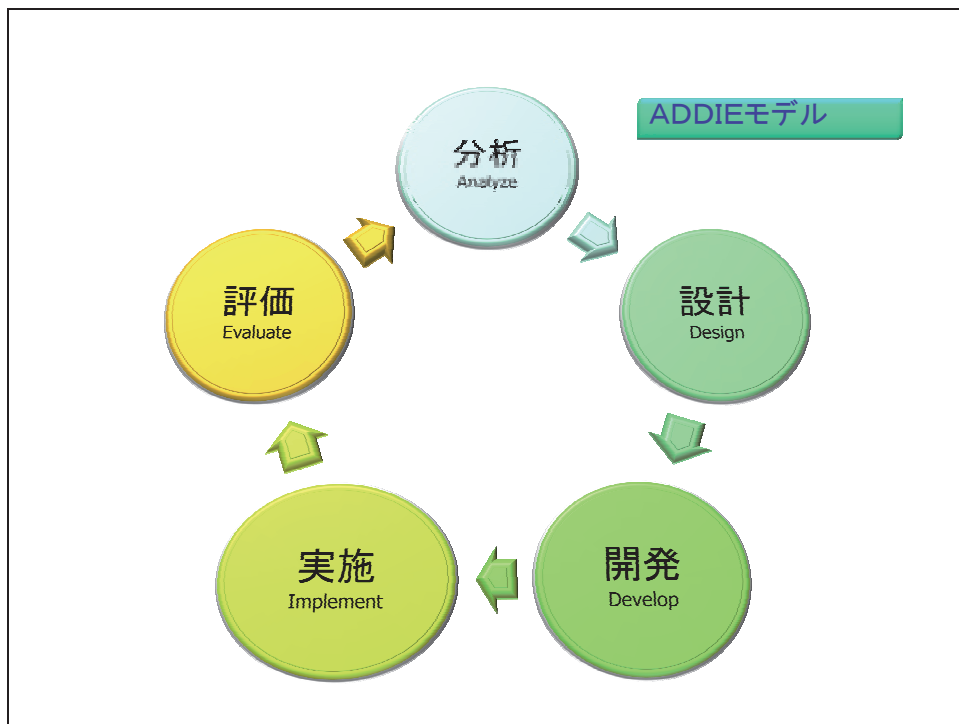 ADDIEモデル
分析
Analyze
設計
Design
開発
Develop
実施
Implement
評価
Evaluate